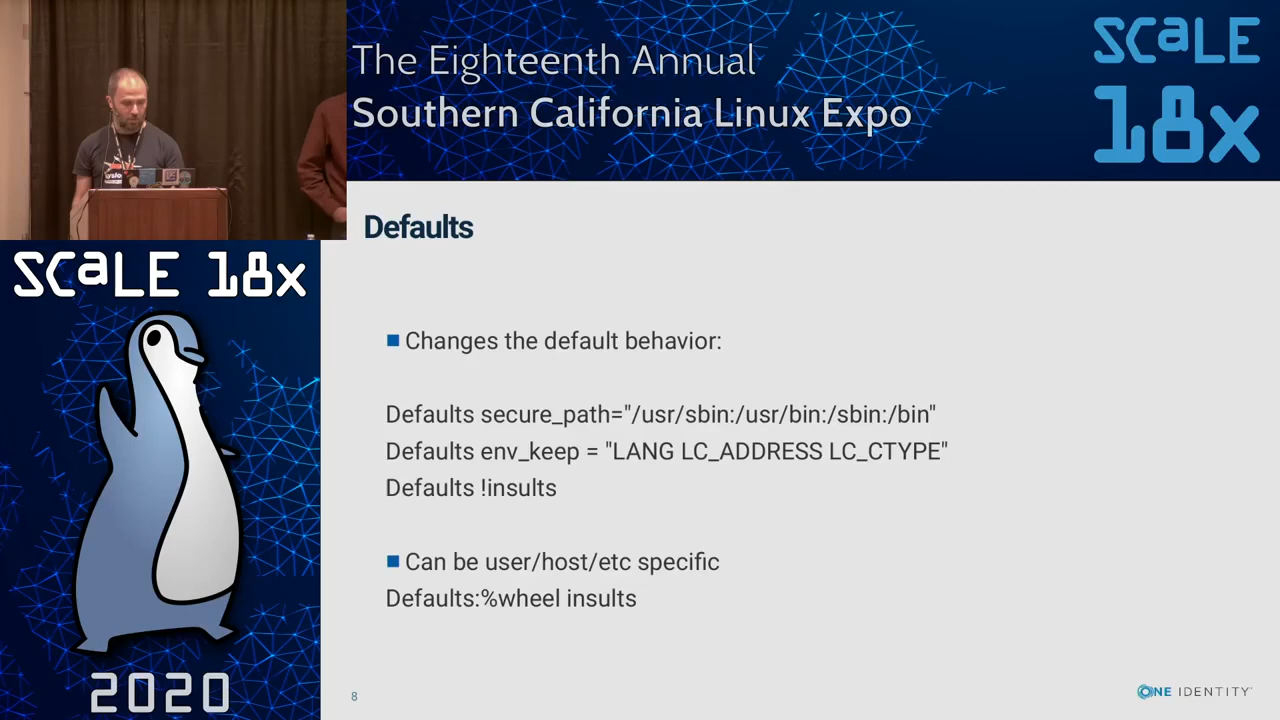 The Eighteenth Annual
Southern California Linux Expo
SCaLE
18x
Defaults
SCaLE 18x
Changes the default behavior:
Defaults secure_path="/usr/sbin:/usr/bin:/sbin:/bin"
Defaults env_keep = "LANG LC_ADDRESS LC_CTYPE"
Defaults !insults
Can be user/host/etc specific
Defaults:%wheel insults
2020
8
ONE IDENTITY